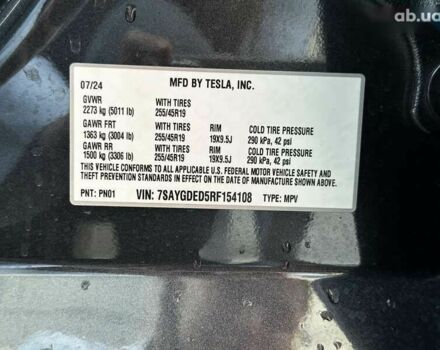 ab.ua
07/24 MFD BY TESLA, INC.
GVWR WITH TIRES
2273 kg (5011 lb) 255/45R19
GAWR FRT WITH TIRES RIM COLD TIRE PRESSURE
1363 kg (3004 lb) 255/45R19 19X9.5J 290 kPa, 42 psi
GAWR RR WITH TIRES RIM COLD TIRE PRESSURE
1500 kg (3306 lb) 255/45R19 19X9.5J 290 kPa, 42 psi
THIS VEHICLE CONFORMS TO ALL APPLICABLE U.S. FEDERAL MOTOR VEHICLE SAFETY AND
THEFT PREVENTION STANDARDS IN EFFECT ON THE DATE OF MANUFACTURE SHOWN ABOVE.
PNT: PN01 VIN: 7SAYGDED5RF154108 TYPE: MPV